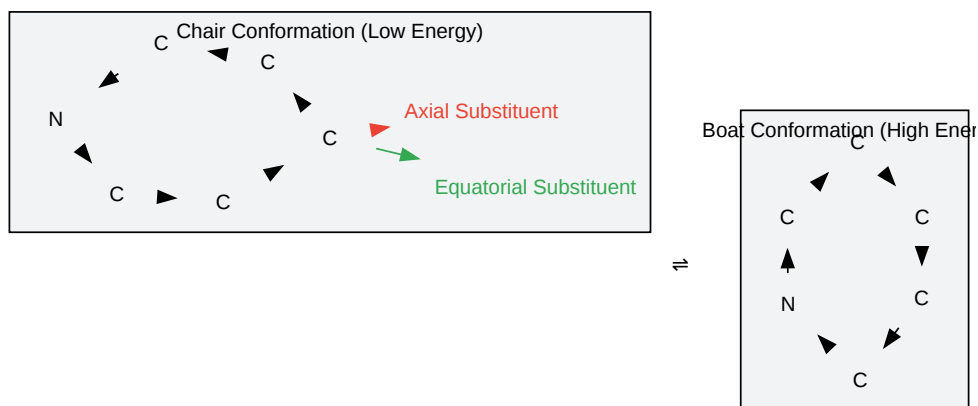 Chair Conformation (Low Energy)
C
C
N
Axial Substituent
C
Equatorial Substituent
C
C
⇌
Boat Conformation (High Ener
C
C
C
N
C
C